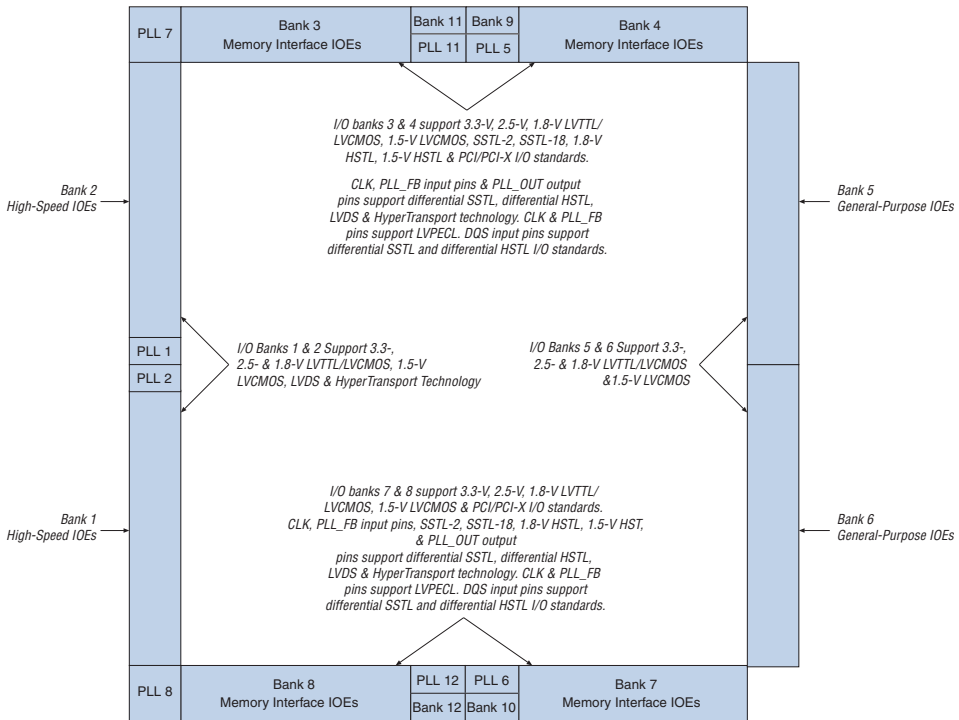 PLL 7
Bank 3
Memory Interface IOEs
Bank 11
Bank 9
PLL 11
PLL 5
Bank 4
Memory Interface IOEs
I/O banks 3 & 4 support 3.3-V, 2.5-V, 1.8-V LVTTL/
LVCMOS, 1.5-V LVCMOS, SSTL-2, SSTL-18, 1.8-V
HSTL, 1.5-V HSTL & PCI/PCI-X I/O standards.
CLK, PLL_FB input pins & PLL_OUT output
pins support differential SSTL, differential HSTL,
LVDS & HyperTransport technology. CLK & PLL_FB
pins support LVPECL. DQS input pins support
differential SSTL and differential HSTL I/O standards.
Bank 2
High-Speed IOEs
Bank 5
General-Purpose IOEs
PLL 1
PLL 2
I/O Banks 1 & 2 Support 3.3-,
2.5- & 1.8-V LVTTL/LVCMOS, 1.5-V
LVCMOS, LVDS & HyperTransport Technology
I/O Banks 5 & 6 Support 3.3-,
2.5- & 1.8-V LVTTL/LVCMOS
&1.5-V LVCMOS
I/O banks 7 & 8 support 3.3-V, 2.5-V, 1.8-V LVTTL/
LVCMOS, 1.5-V LVCMOS & PCI/PCI-X I/O standards.
CLK, PLL_FB input pins, SSTL-2, SSTL-18, 1.8-V HSTL, 1.5-V HST,
& PLL_OUT output
pins support differential SSTL, differential HSTL,
LVDS & HyperTransport technology. CLK & PLL_FB
pins support LVPECL. DQS input pins support
differential SSTL and differential HSTL I/O standards.
Bank 1
High-Speed IOEs
Bank 6
General-Purpose IOEs
PLL 8
Bank 8
Memory Interface IOEs
PLL 12
PLL 6
Bank 12
Bank 10
Bank 7
Memory Interface IOEs